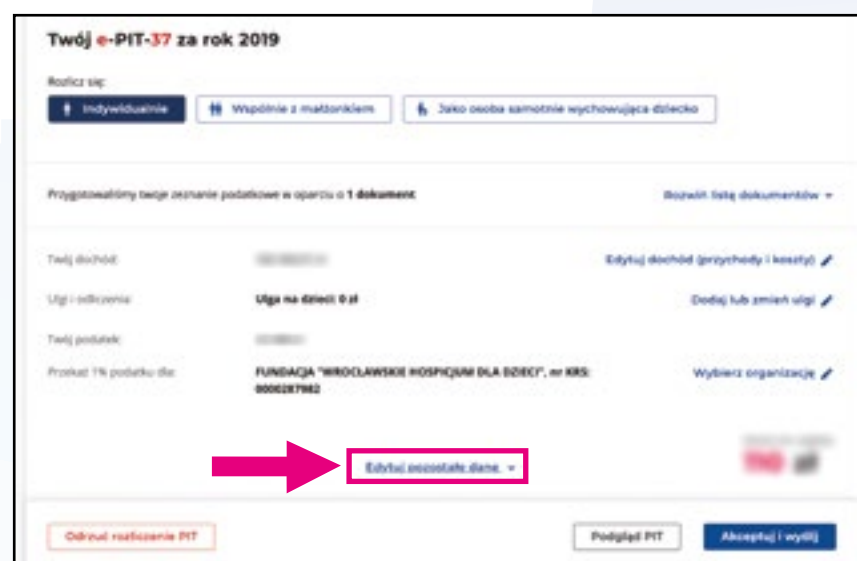 Twój e-PIT-37 za rok 2019
Rozlicz się:
Indywidualnie
Wspólnie z małżonkiem
Jako osoba samotnie wychowująca dziecko
Przygotowaliśmy twoje zeznanie podatkowe w oparciu o 1 dokument
Rozwiń listę dokumentów
Twój dochód:
Edytuj dochód (przychody i koszty)
Ulgi i odliczenia:
Ulga na dzieci: 0 zł
Dodaj lub zmień ulgi
Twój podatek:
Przekaż 1% podatku dla:
FUNDACJA "WROCŁAWSKIE HOSPICJUM DLA DZIECI", nr KRS:
0000287982
Wybierz organizację
Edytuj pozostałe dane
110 zł
Odrzuć rozliczenie PIT
Podgląd PIT
Akceptuj i wyślij